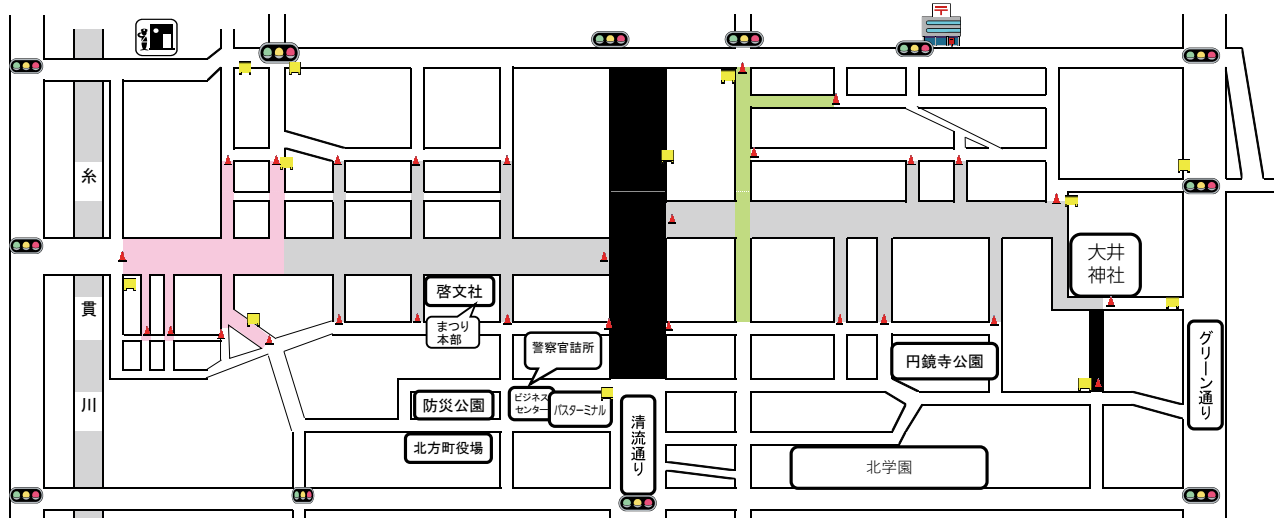 〒
糸
貫
川
大井
神社
啓文社
まつり
本部
警察官詰所
円鏡寺公園
グリーン通り
防災公園
ビジネス
センター
バスターミナル
清流通り
北方町役場
北学園